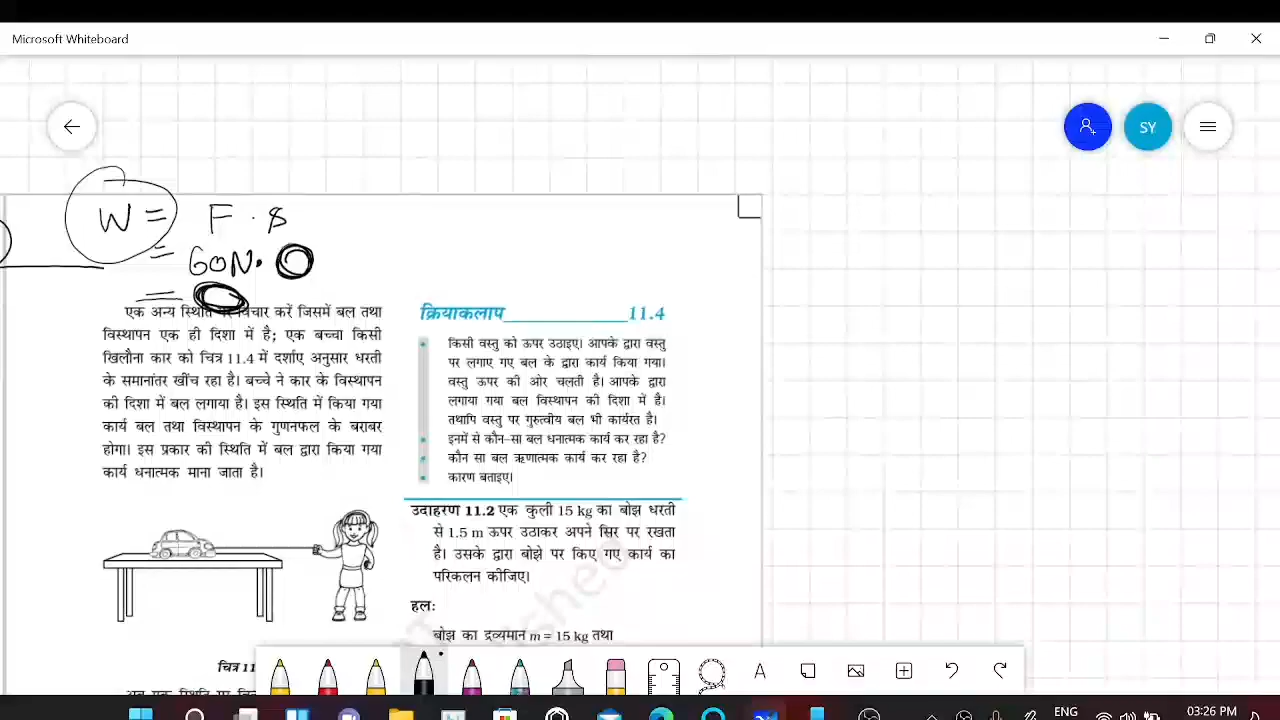 Microsoft Whiteboard
SY
W = F . s
= 60N. 0
= 0
एक अन्य स्थिति पर विचार करें जिसमें बल तथा
विस्थापन एक ही दिशा में है; एक बच्चा किसी
खिलौना कार को चित्र 11.4 में दर्शाए अनुसार धरती
के समानांतर खींच रहा है। बच्चे ने कार के विस्थापन
की दिशा में बल लगाया है। इस स्थिति में किया गया
कार्य बल तथा विस्थापन के गुणनफल के बराबर
होगा। इस प्रकार की स्थिति में बल द्वारा किया गया
कार्य धनात्मक माना जाता है।
चित्र 11
क्रियाकलाप 11.4
किसी वस्तु को ऊपर उठाइए। आपके द्वारा वस्तु
पर लगाए गए बल के द्वारा कार्य किया गया।
वस्तु ऊपर की ओर चलती है। आपके द्वारा
लगाया गया बल विस्थापन की दिशा में है।
तथापि वस्तु पर गुरुत्वीय बल भी कार्यरत है।
इनमें से कौन-सा बल धनात्मक कार्य कर रहा है?
कौन सा बल ऋणात्मक कार्य कर रहा है?
कारण बताइए।
उदाहरण 11.2 एक कुली 15 kg का बोझ धरती
से 1.5 m ऊपर उठाकर अपने सिर पर रखता
है। उसके द्वारा बोझे पर किए गए कार्य का
परिकलन कीजिए।
हल:
बोझ का द्रव्यमान m = 15 kg तथा
A
ENG
03:26 PM